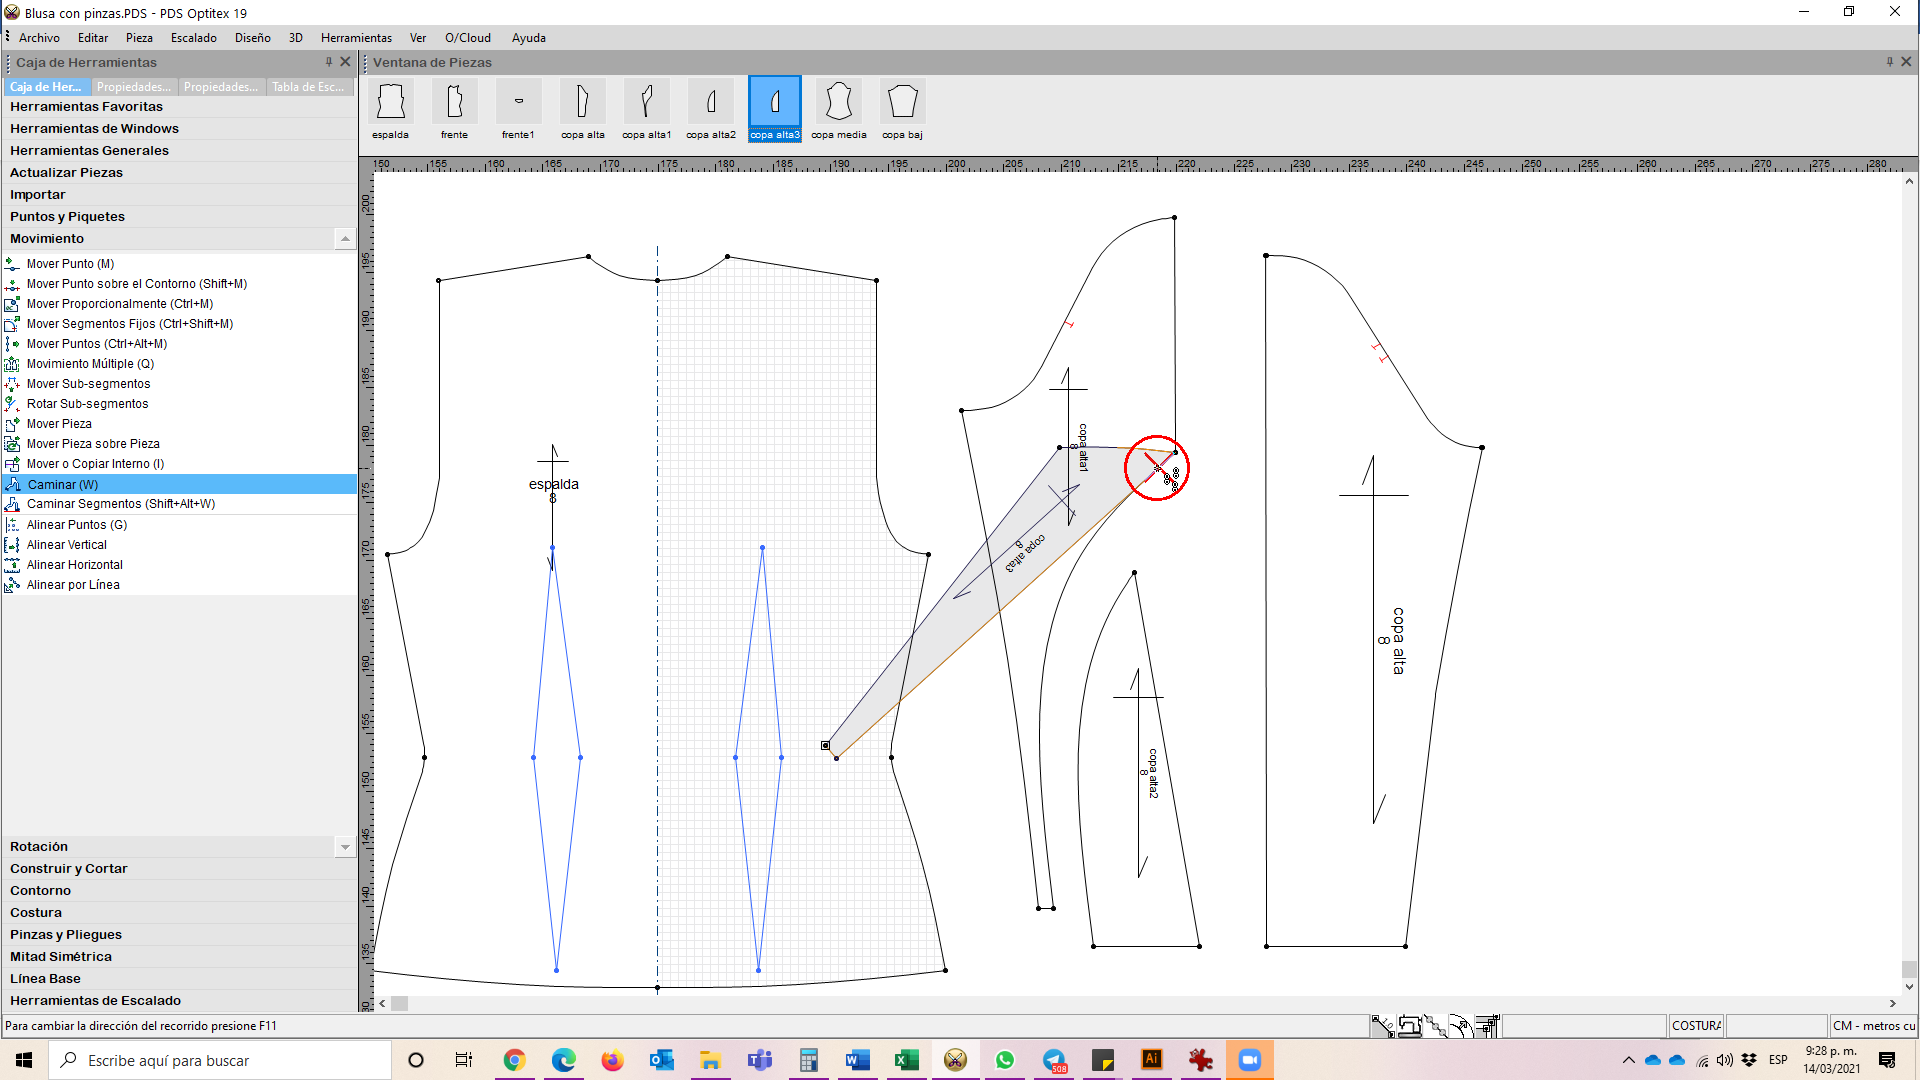 Blusa con pinzas.PDS - PDS Optitex 19
Archivo Editar Pieza Escalado Diseño 3D Herramientas Ver O/Cloud Ayuda
Caja de Herramientas
Caja de Her... Propiedades... Propiedades... Tabla de Esc...
Herramientas Favoritas
Herramientas de Windows
Herramientas Generales
Actualizar Piezas
Importar
Puntos y Piquetes
Movimiento
Mover Punto (M)
Mover Punto sobre el Contorno (Shift+M)
Mover Proporcionalmente (Ctrl+M)
Mover Segmentos Fijos (Ctrl+Shift+M)
Mover Puntos (Ctrl+Alt+M)
Movimiento Múltiple (Q)
Mover Sub-segmentos
Rotar Sub-segmentos
Mover Pieza
Mover Pieza sobre Pieza
Mover o Copiar Interno (I)
Caminar (W)
Caminar Segmentos (Shift+Alt+W)
Alinear Puntos (G)
Alinear Vertical
Alinear Horizontal
Alinear por Línea
Rotación
Construir y Cortar
Contorno
Costura
Pinzas y Pliegues
Mitad Simétrica
Línea Base
Herramientas de Escalado
Ventana de Piezas
espalda frente frente1 copa alta copa alta1 copa alta2 copa alta3 copa media copa baj
150 155 160 165 170 175 180 185 190 195 200 205 210 215 220 225 230 235 240 245 250 255 260 265 270 275 280
200
195
190
185
180
175
170
165
160
155
150
145
140
135
130
espalda
8
copa alta1
8
copa alta3
8
copa alta2
8
copa alta
8
Para cambiar la dirección del recorrido presione F11
COSTURA
CM - metros cu
Escribe aquí para buscar
508
ESP
9:28 p. m.
14/03/2021